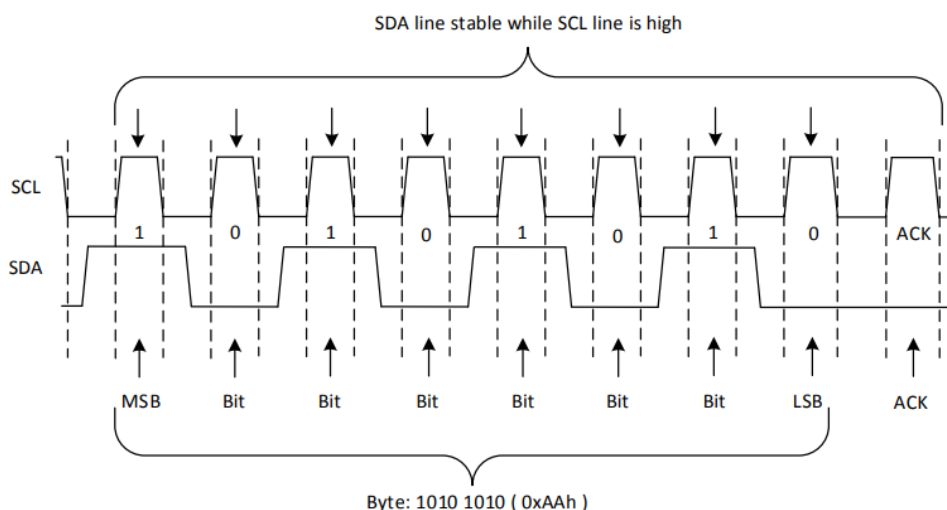 SDA line stable while SCL line is high
SCL
1 0 1 0 1 0 1 0 ACK
SDA
MSB Bit Bit Bit Bit Bit Bit LSB ACK
Byte: 1010 1010 ( 0xAAh )